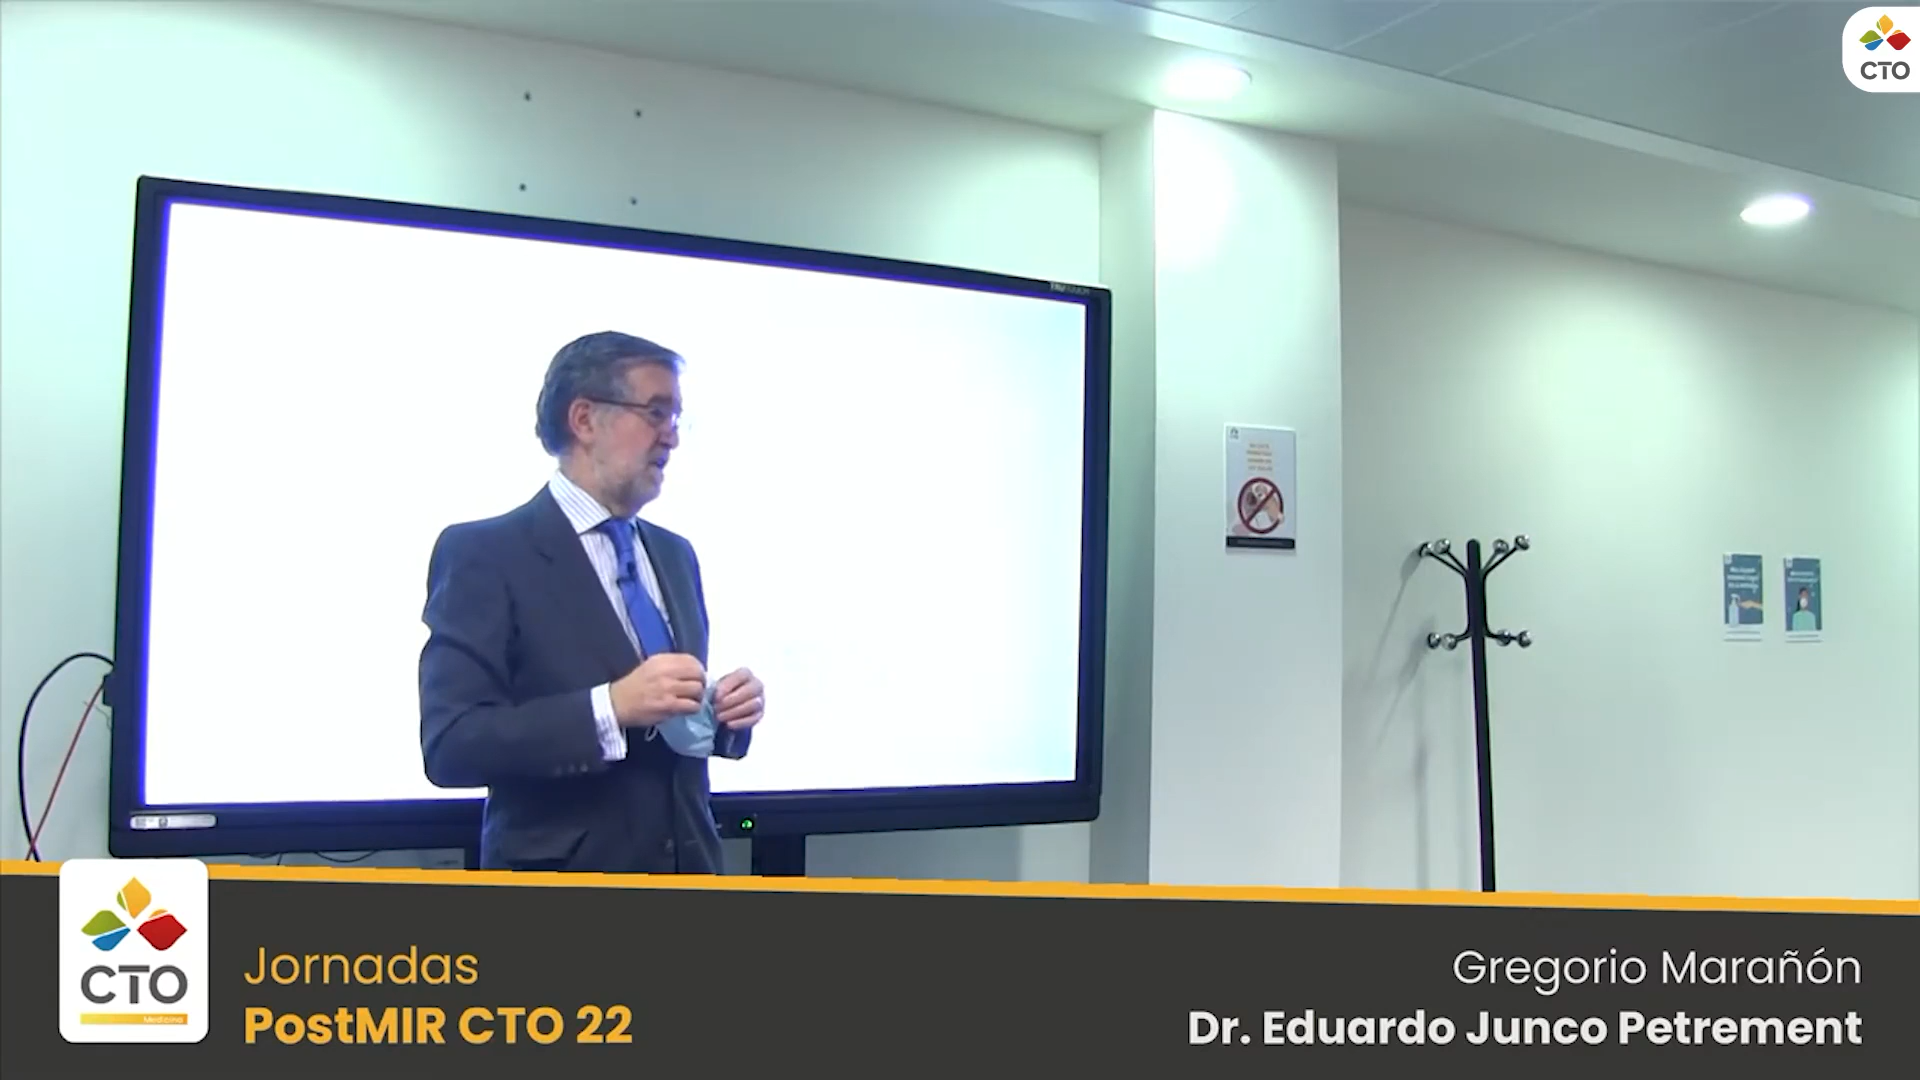 CTO
CTO
Medicina
Jornadas
PostMIR CTO 22
Gregorio Marañón
Dr. Eduardo Junco Petrement